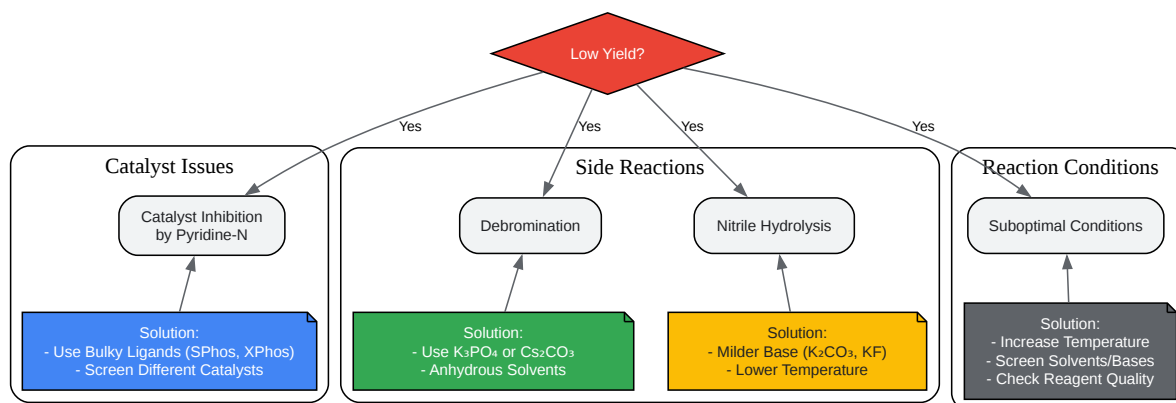 Low Yield?
Yes
Yes
Yes
Yes
Catalyst Issues
Side Reactions
Reaction Conditions
Catalyst Inhibition
by Pyridine-N
Debromination
Nitrile Hydrolysis
Suboptimal Conditions
Solution:
- Use Bulky Ligands (SPhos, XPhos)
- Screen Different Catalysts
Solution:
- Use K₃PO₄ or Cs₂CO₃
- Anhydrous Solvents
Solution:
- Milder Base (K₂CO₃, KF)
- Lower Temperature
Solution:
- Increase Temperature
- Screen Solvents/Bases
- Check Reagent Quality